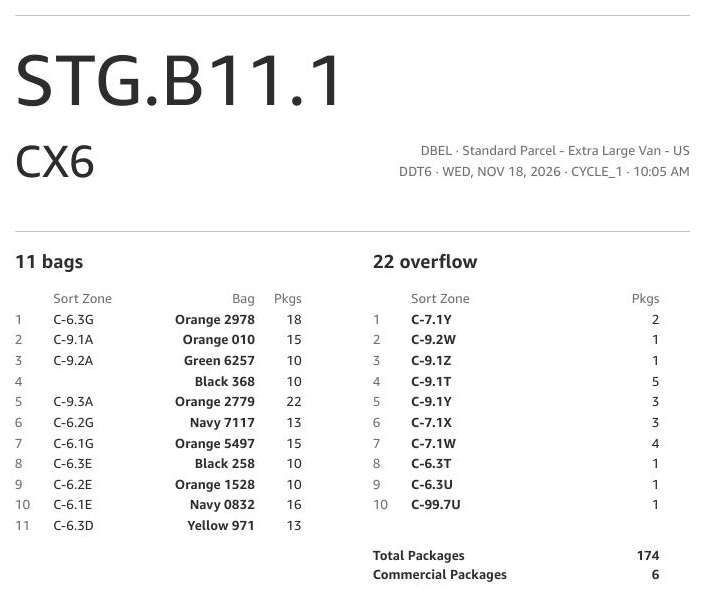 STG.B11.1
CX6
DBEL · Standard Parcel - Extra Large Van - US
DDT6 · WED, NOV 18, 2026 · CYCLE_1 · 10:05 AM
11 bags
Sort Zone Bag Pkgs
1 C-6.3G Orange 2978 18
2 C-9.1A Orange 010 15
3 C-9.2A Green 6257 10
4 Black 368 10
5 C-9.3A Orange 2779 22
6 C-6.2G Navy 7117 13
7 C-6.1G Orange 5497 15
8 C-6.3E Black 258 10
9 C-6.2E Orange 1528 10
10 C-6.1E Navy 0832 16
11 C-6.3D Yellow 971 13
22 overflow
Sort Zone Pkgs
1 C-7.1Y 2
2 C-9.2W 1
3 C-9.1Z 1
4 C-9.1T 5
5 C-9.1Y 3
6 C-7.1X 3
7 C-7.1W 4
8 C-6.3T 1
9 C-6.3U 1
10 C-99.7U 1
Total Packages 174
Commercial Packages 6